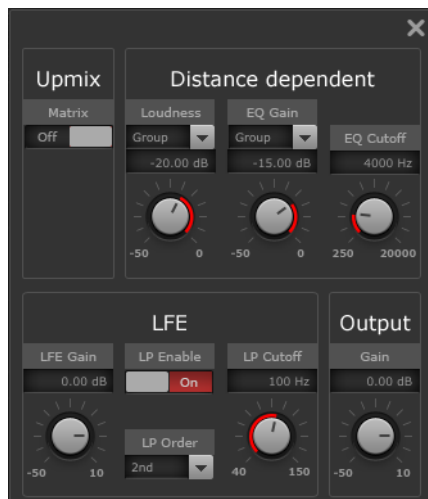 Upmix
Distance dependent
Matrix
Loudness
EQ Gain
Off
Group
Group
EQ Cutoff
-20.00 dB
-15.00 dB
4000 Hz
-50 0
-50 0
250 20000
LFE
Output
LFE Gain
LP Enable
LP Cutoff
Gain
0.00 dB
On
100 Hz
0.00 dB
LP Order
2nd
-50 10
40 150
-50 10